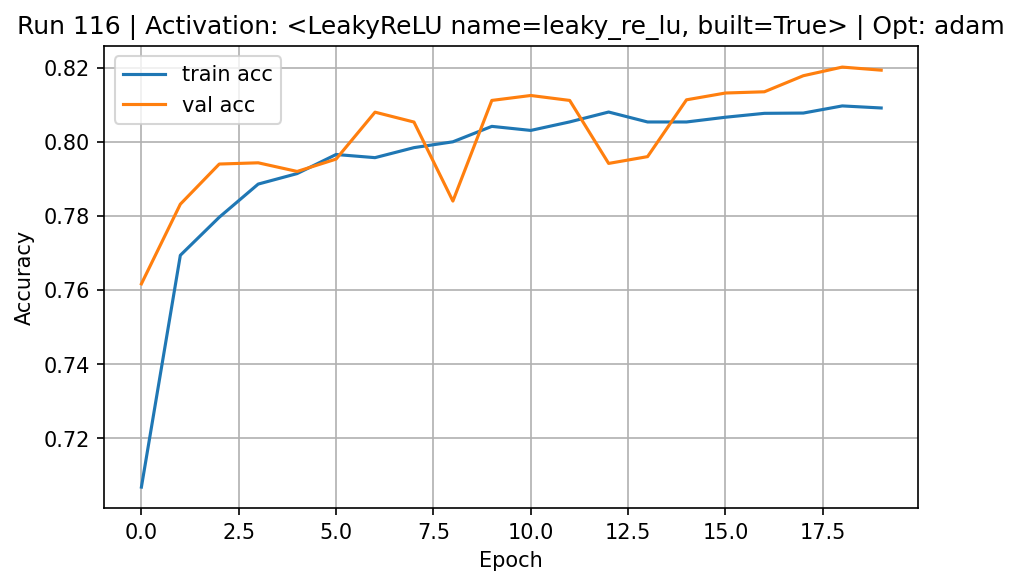 Run 116 | Activation: <LeakyReLU name=leaky_re_lu, built=True> | Opt: adam
train acc
val acc
Accuracy
0.82
0.80
0.78
0.76
0.74
0.72
0.0 2.5 5.0 7.5 10.0 12.5 15.0 17.5
Epoch